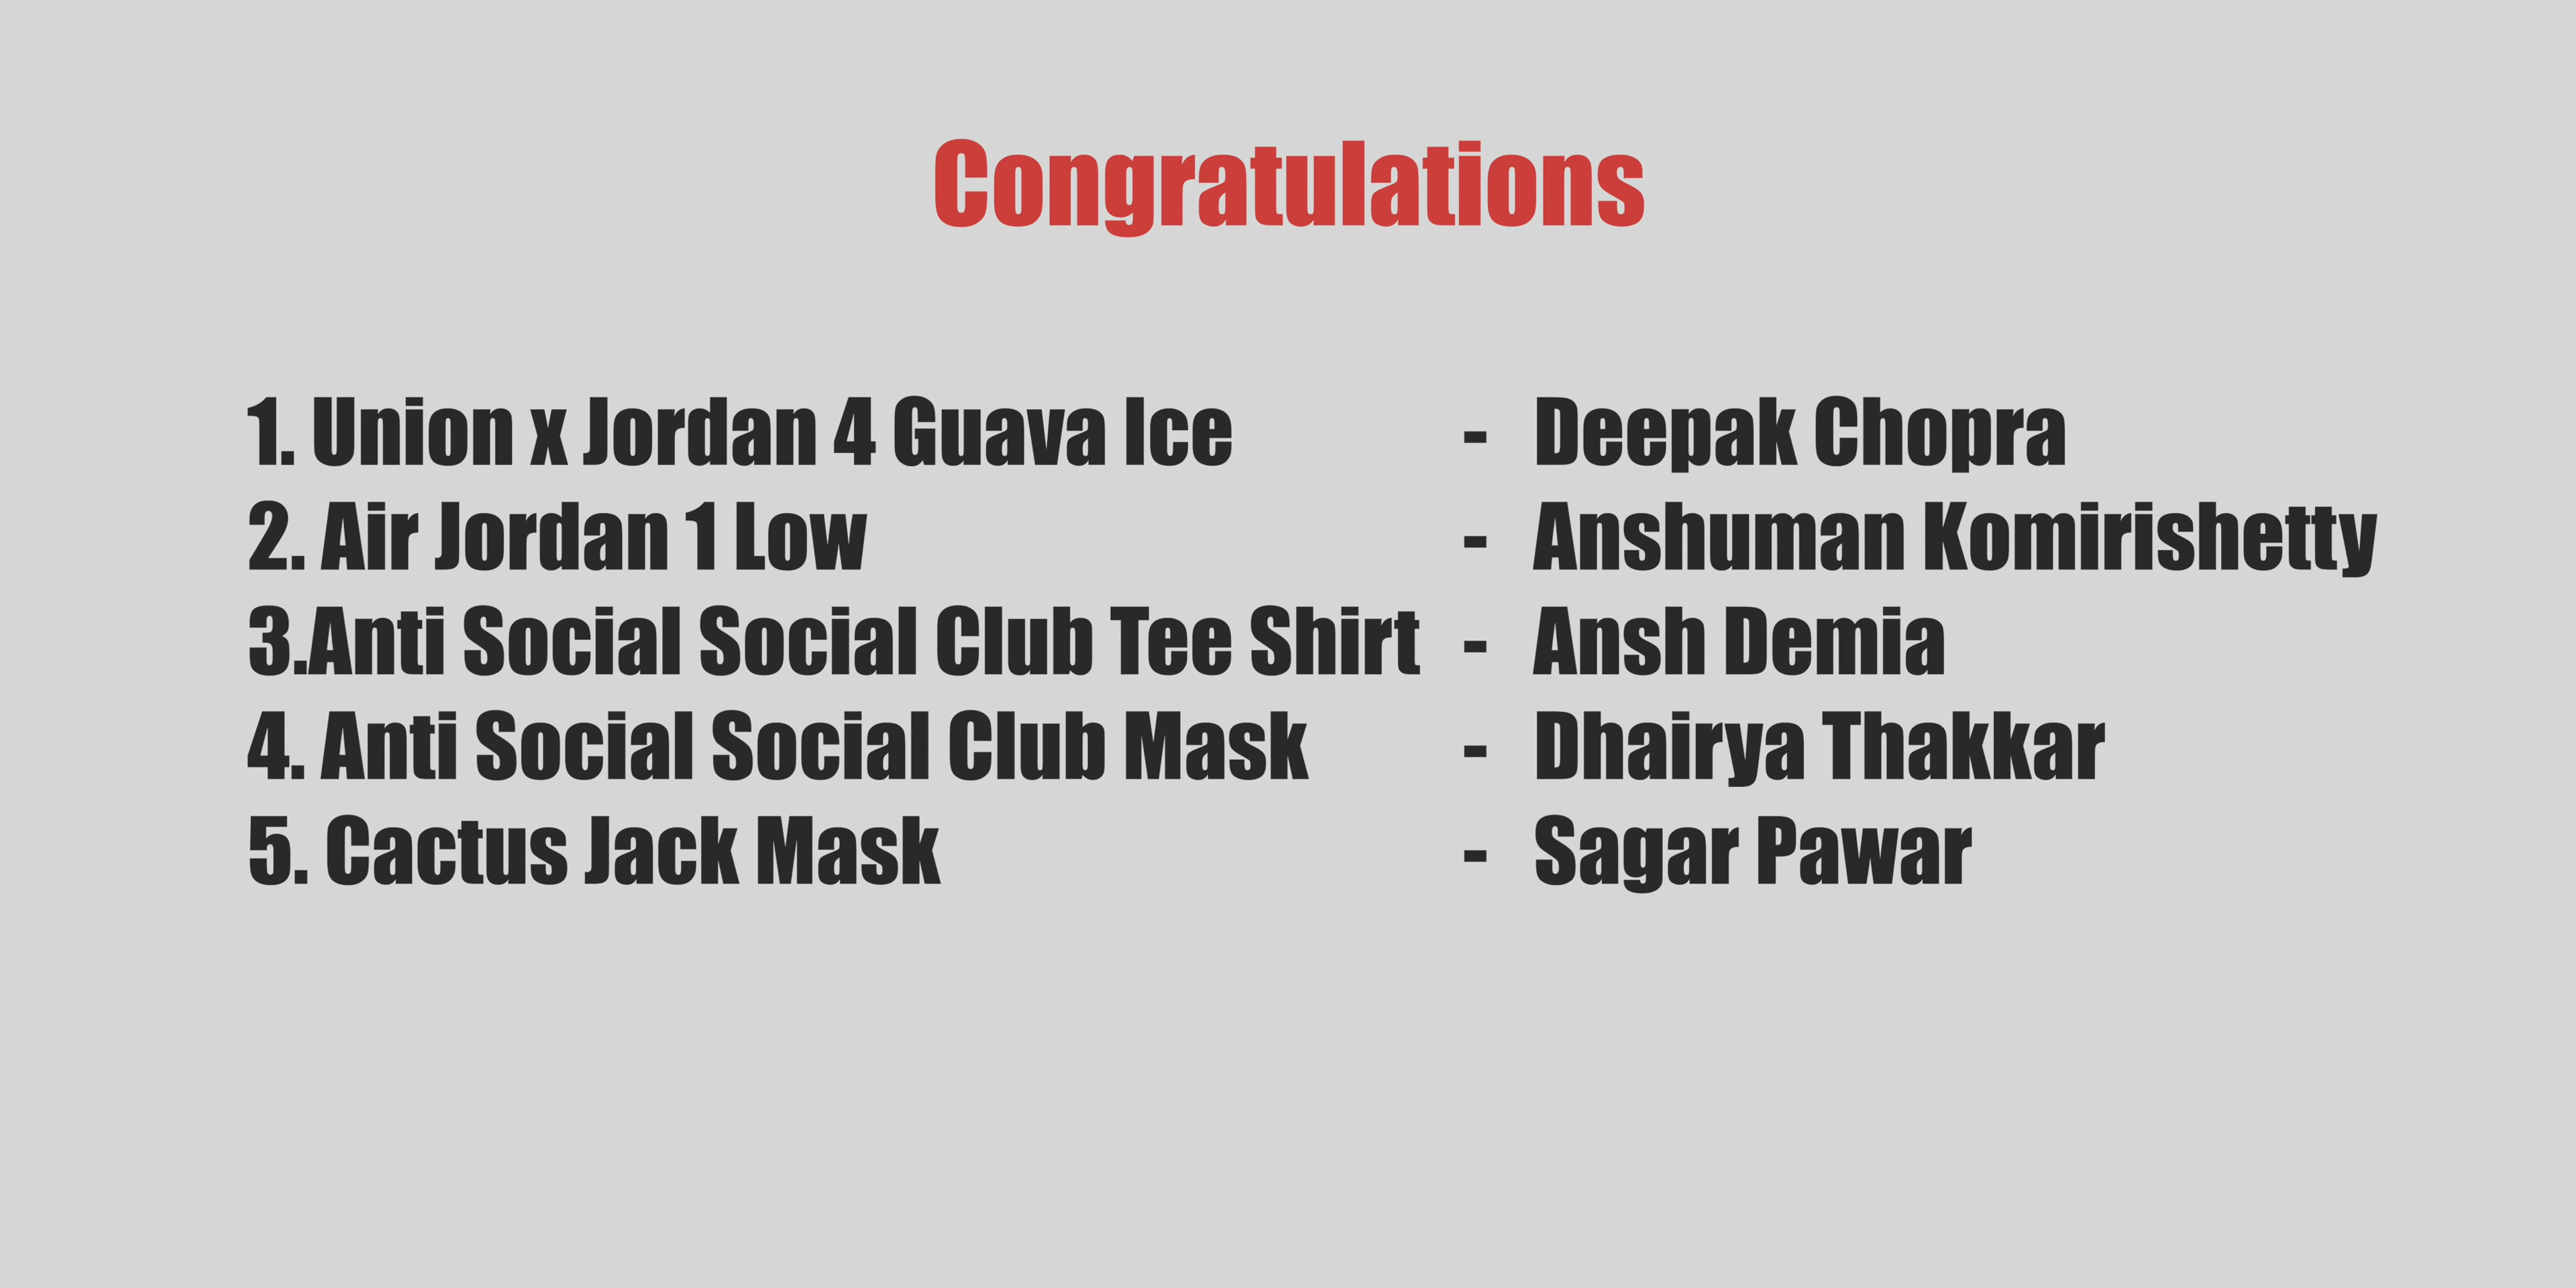 Congratulations
1. Union x Jordan 4 Guava Ice - Deepak Chopra
2. Air Jordan 1 Low - Anshuman Komirishetty
3.Anti Social Social Club Tee Shirt - Ansh Demia
4. Anti Social Social Club Mask - Dhairya Thakkar
5. Cactus Jack Mask - Sagar Pawar